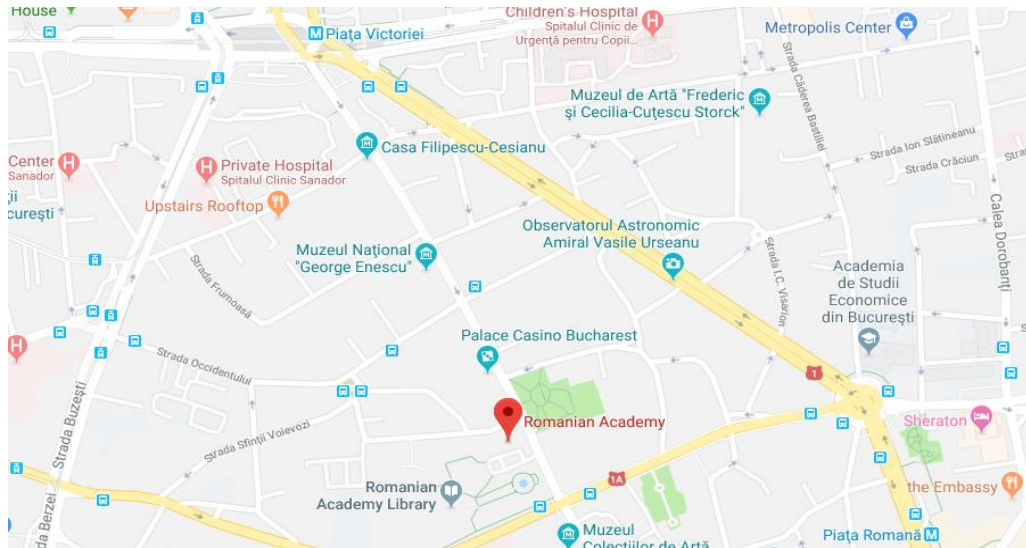 House
M Piața Victoriei
Children's Hospital
Spitalul Clinic de
Urgență pentru Copii...
Metropolis Center
Strada Căderea Bastiliei
Muzeul de Artă "Frederic
și Cecilia-Cuțescu Storck"
Strada Ion Slătineanu
Strada Crăciun
Casa Filipescu-Cesianu
Center
Sanador
H
Private Hospital
Spitalul Clinic Sanador
Upstairs Rooftop
Calea Dorobanți
Observatorul Astronomic
Amiral Vasile Urseanu
Muzeul Național
"George Enescu"
Strada Frumoasă
Strada I.C. Visarion
Academia
de Studii
Economice
din București
Palace Casino Bucharest
Strada Occidentului
1
Strada Buzești
Romanian Academy
Sheraton
Strada Sfinții Voievozi
1A
Romanian
Academy Library
the Embassy
Piața Romană M
Muzeul
Colecțiilor de Artă
da Berzei